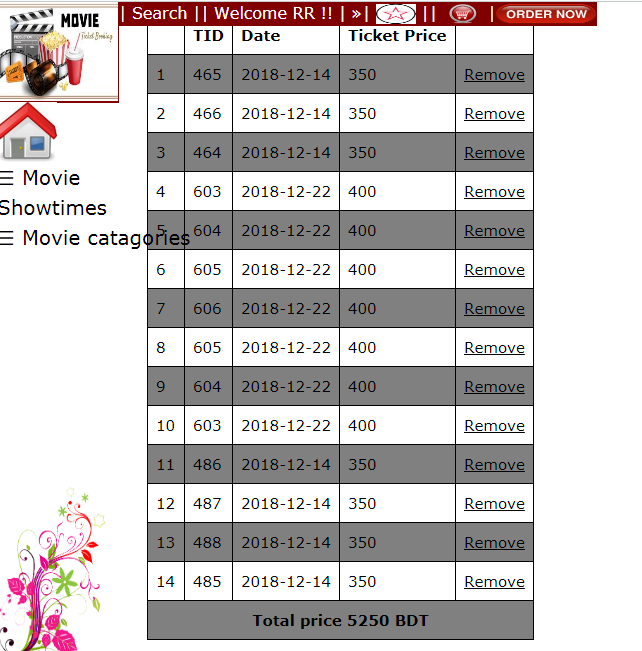 | Search || Welcome RR !! | »| || | ORDER NOW
MOVIE
Ticket Booking
☰ Movie
Showtimes
☰ Movie catagories
TID Date Ticket Price
1 465 2018-12-14 350 Remove
2 466 2018-12-14 350 Remove
3 464 2018-12-14 350 Remove
4 603 2018-12-22 400 Remove
5 604 2018-12-22 400 Remove
6 605 2018-12-22 400 Remove
7 606 2018-12-22 400 Remove
8 605 2018-12-22 400 Remove
9 604 2018-12-22 400 Remove
10 603 2018-12-22 400 Remove
11 486 2018-12-14 350 Remove
12 487 2018-12-14 350 Remove
13 488 2018-12-14 350 Remove
14 485 2018-12-14 350 Remove
Total price 5250 BDT